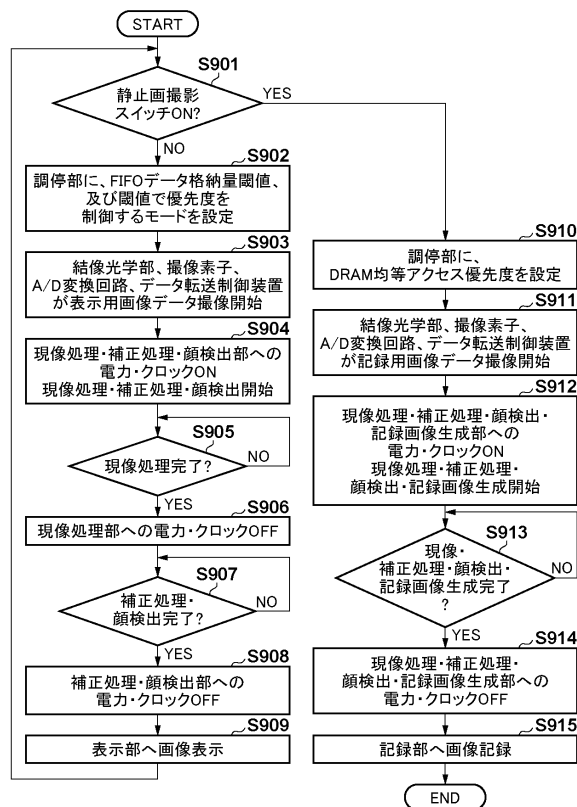 START
S901
静止画撮影
スイッチON?
YES
NO
S902
調停部に、FIFOデータ格納量閾値、
及び閾値で優先度を
制御するモードを設定
S903
結像光学部、撮像素子、
A/D変換回路、データ転送制御装置
が表示用画像データ撮像開始
S904
現像処理・補正処理・顔検出部への
電力・クロックON
現像処理・補正処理・顔検出開始
S905
現像処理完了?
NO
YES
S906
現像処理部への電力・クロックOFF
S907
補正処理・
顔検出完了?
NO
YES
S908
補正処理・顔検出部への
電力・クロックOFF
S909
表示部へ画像表示
S910
調停部に、
DRAM均等アクセス優先度を設定
S911
結像光学部、撮像素子、
A/D変換回路、データ転送制御装置
が記録用画像データ撮像開始
S912
現像処理・補正処理・顔検出・
記録画像生成部への
電力・クロックON
現像処理・補正処理・
顔検出・記録画像生成開始
S913
現像・
補正処理・顔検出・
記録画像生成完了
?
NO
YES
S914
現像処理・補正処理・
顔検出・記録画像生成部への
電力・クロックOFF
S915
記録部へ画像記録
END